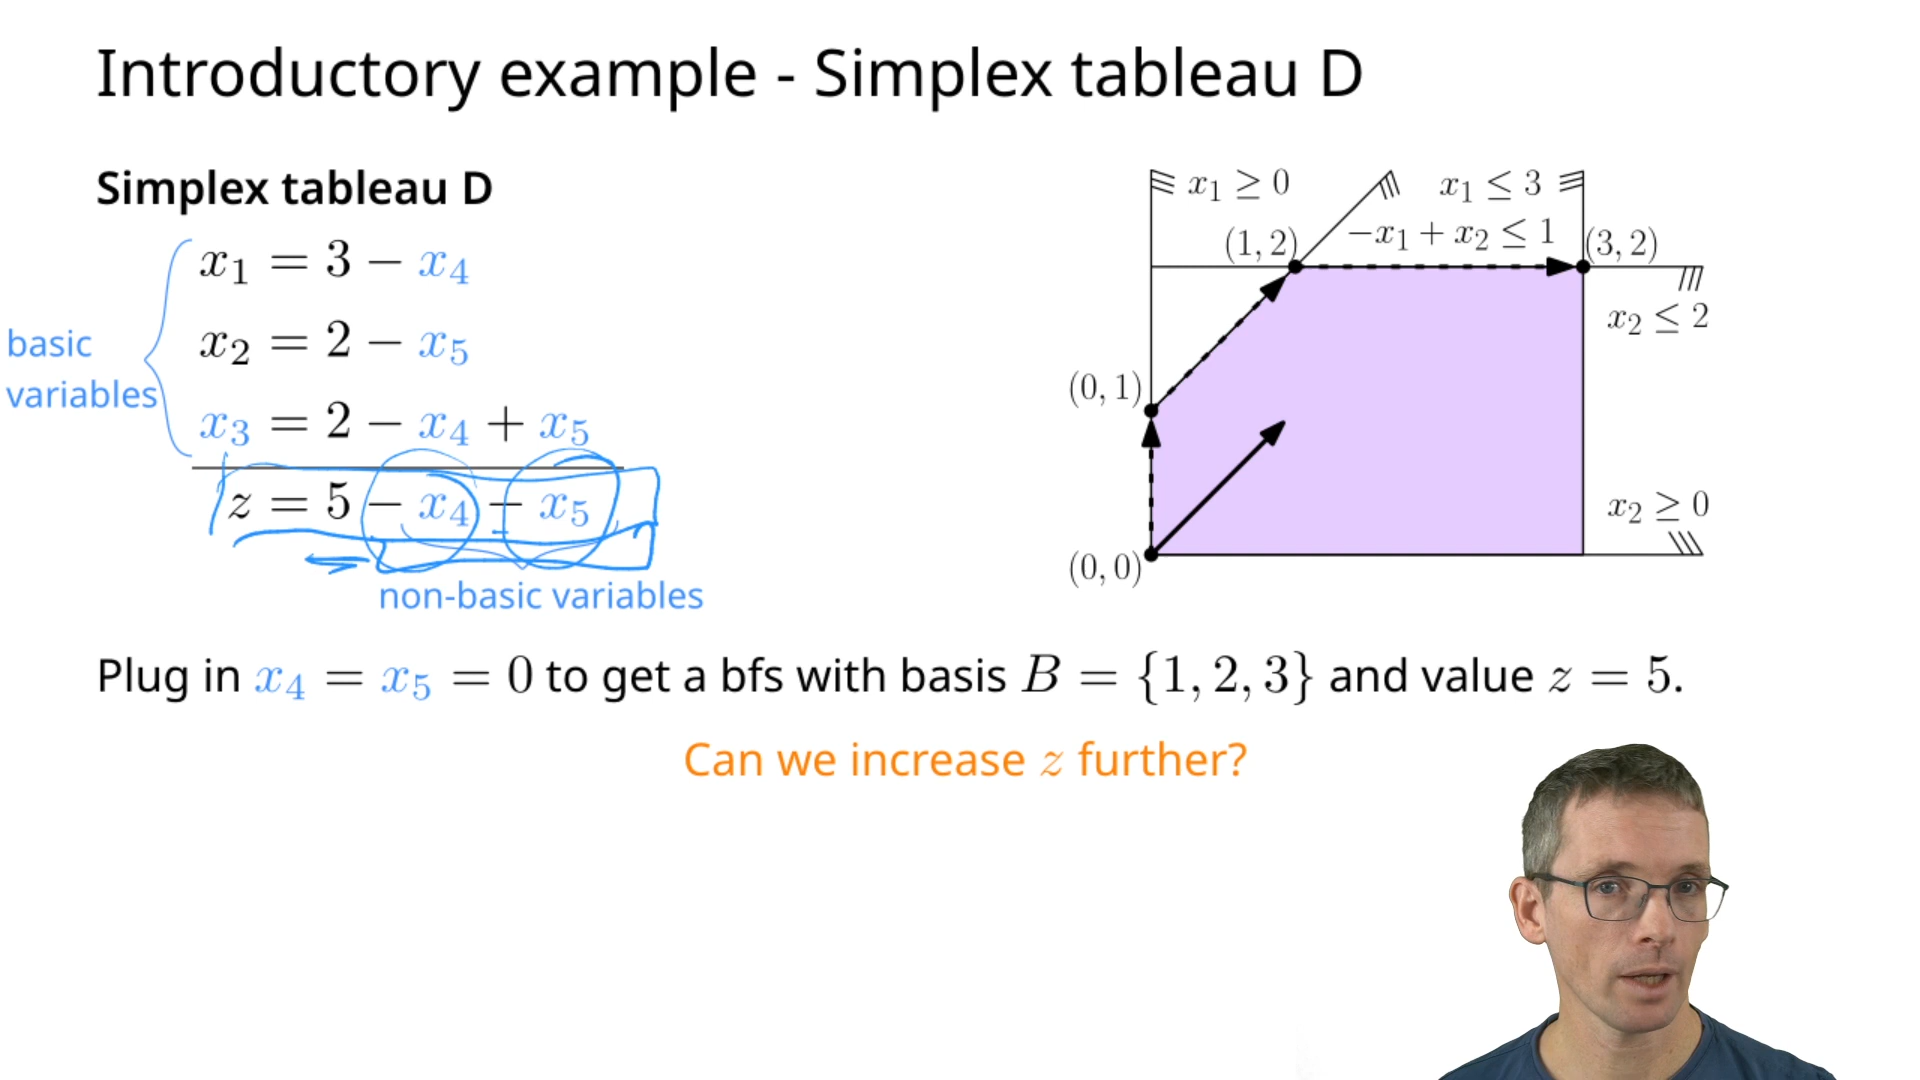 Introductory example - Simplex tableau D
Simplex tableau D
x₁ = 3 − x₄
x₂ = 2 − x₅
x₃ = 2 − x₄ + x₅
z = 5 − x₄ − x₅
basic
variables
non-basic variables
x₁ ≥ 0
x₁ ≤ 3
−x₁ + x₂ ≤ 1
(1, 2)
(3, 2)
x₂ ≤ 2
(0, 1)
x₂ ≥ 0
(0, 0)
Plug in x₄ = x₅ = 0 to get a bfs with basis B = {1, 2, 3} and value z = 5.
Can we increase z further?